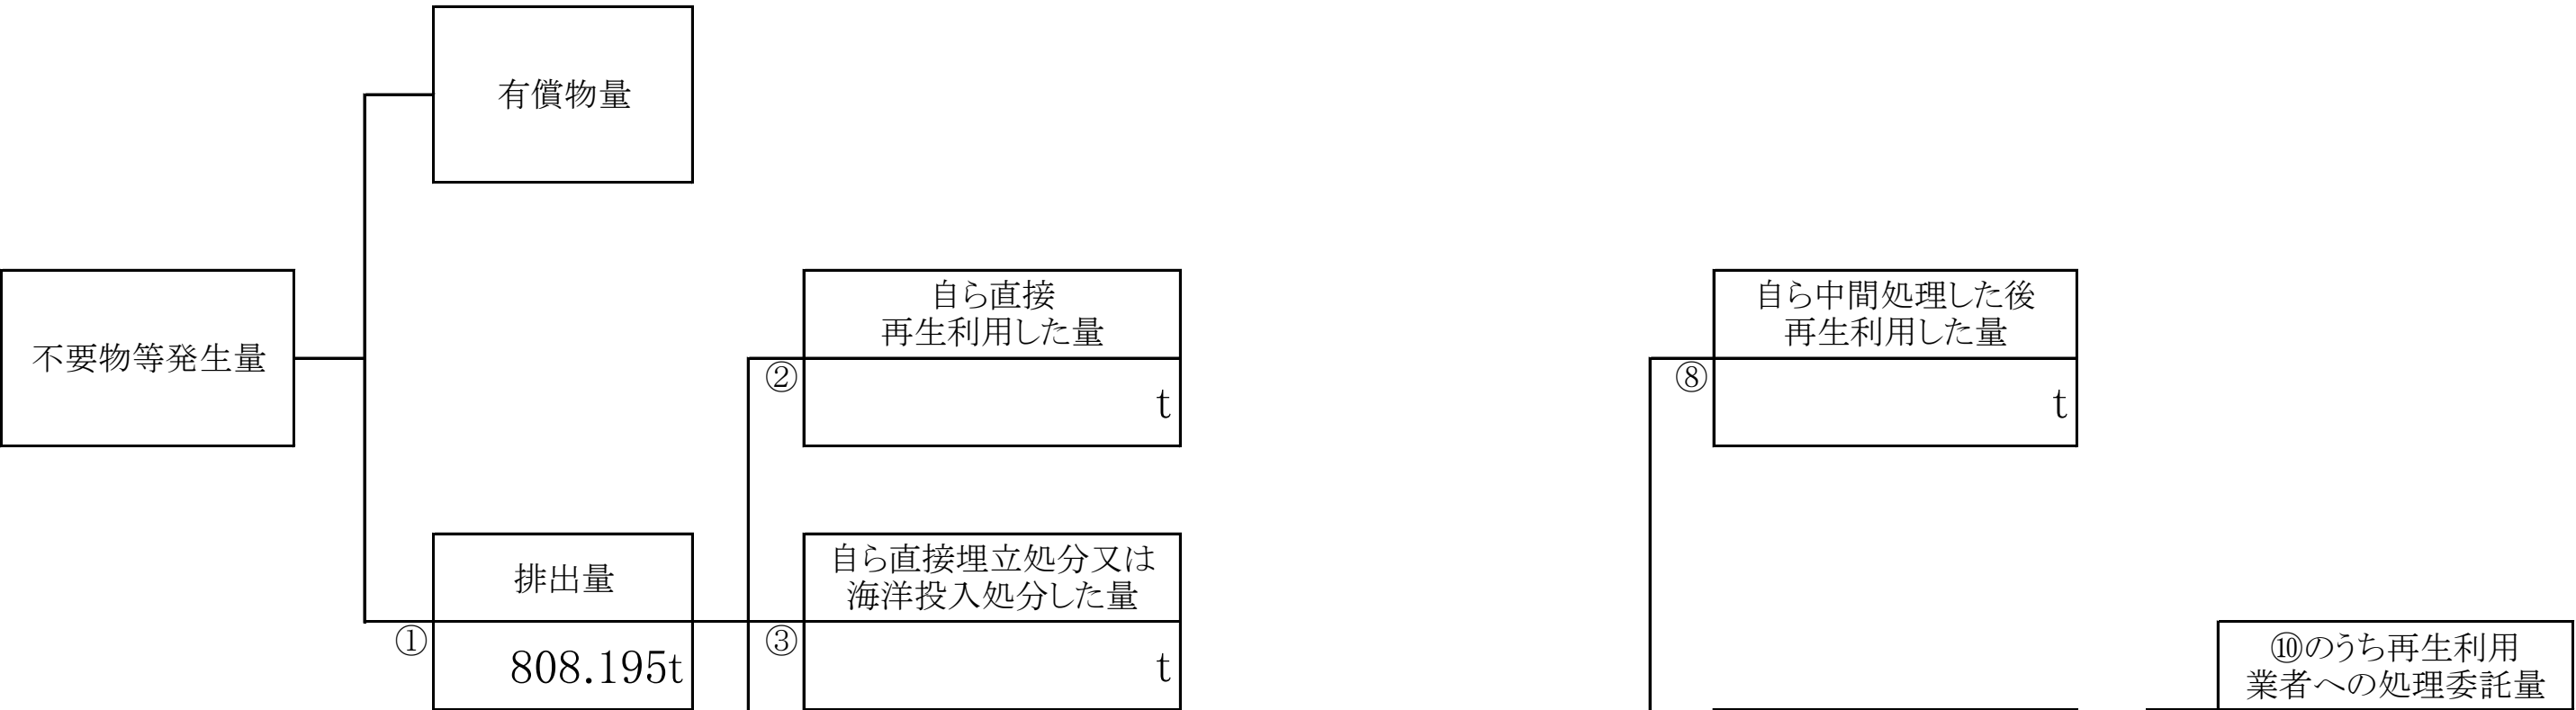 有償物量
不要物等発生量
自ら直接
再生利用した量
②
t
自ら中間処理した後
再生利用した量
⑧
t
排出量
①
808.195t
自ら直接埋立処分又は
海洋投入処分した量
③
t
⑩のうち再生利用
業者への処理委託量